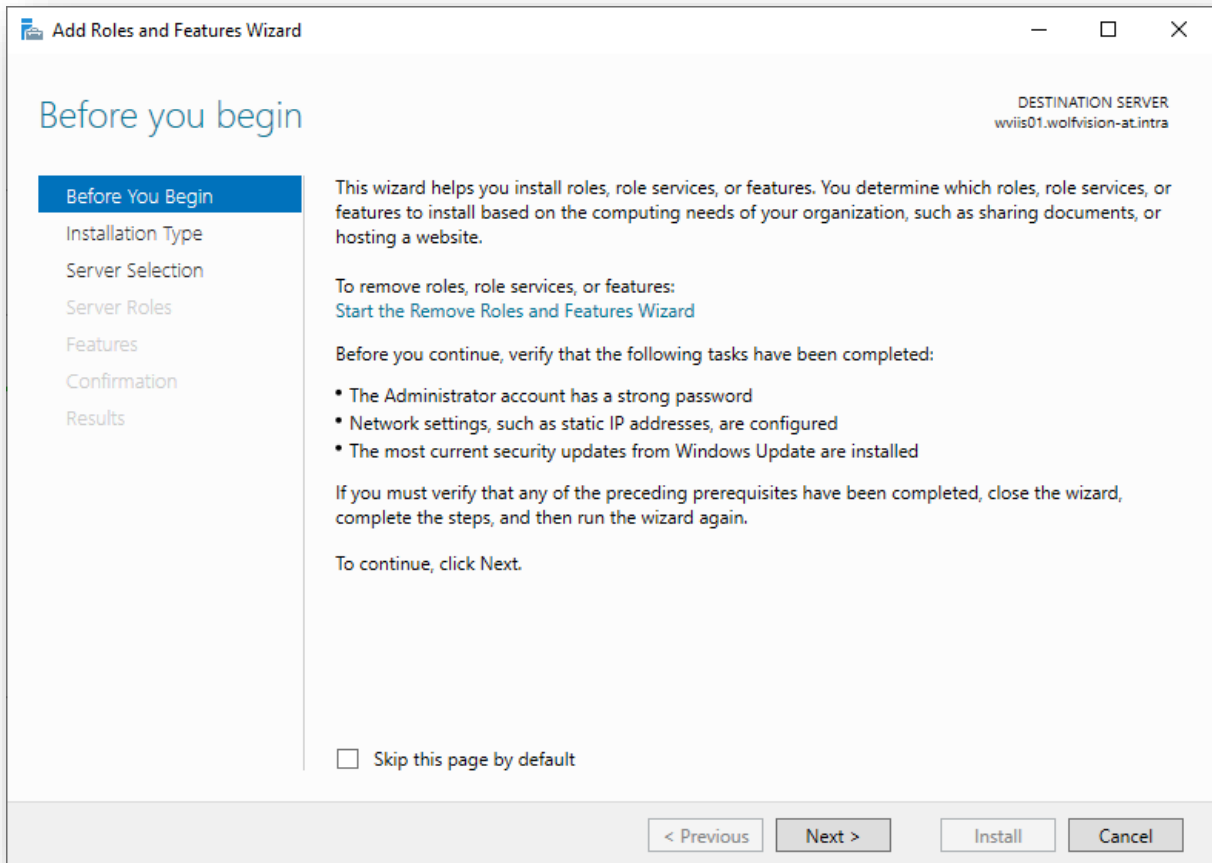 Add Roles and Features Wizard
Before you begin
DESTINATION SERVER
wviis01.wolfvision-at.intra
Before You Begin
Installation Type
Server Selection
Server Roles
Features
Confirmation
Results
This wizard helps you install roles, role services, or features. You determine which roles, role services, or
features to install based on the computing needs of your organization, such as sharing documents, or
hosting a website.
To remove roles, role services, or features:
Start the Remove Roles and Features Wizard
Before you continue, verify that the following tasks have been completed:
• The Administrator account has a strong password
• Network settings, such as static IP addresses, are configured
• The most current security updates from Windows Update are installed
If you must verify that any of the preceding prerequisites have been completed, close the wizard,
complete the steps, and then run the wizard again.
To continue, click Next.
Skip this page by default
< Previous
Next >
Install
Cancel